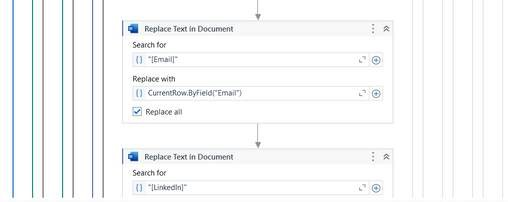 Replace Text in Document
Search for
"[Email]"
Replace with
CurrentRow.ByField("Email")
Replace all
Replace Text in Document
Search for
"[LinkedIn]"